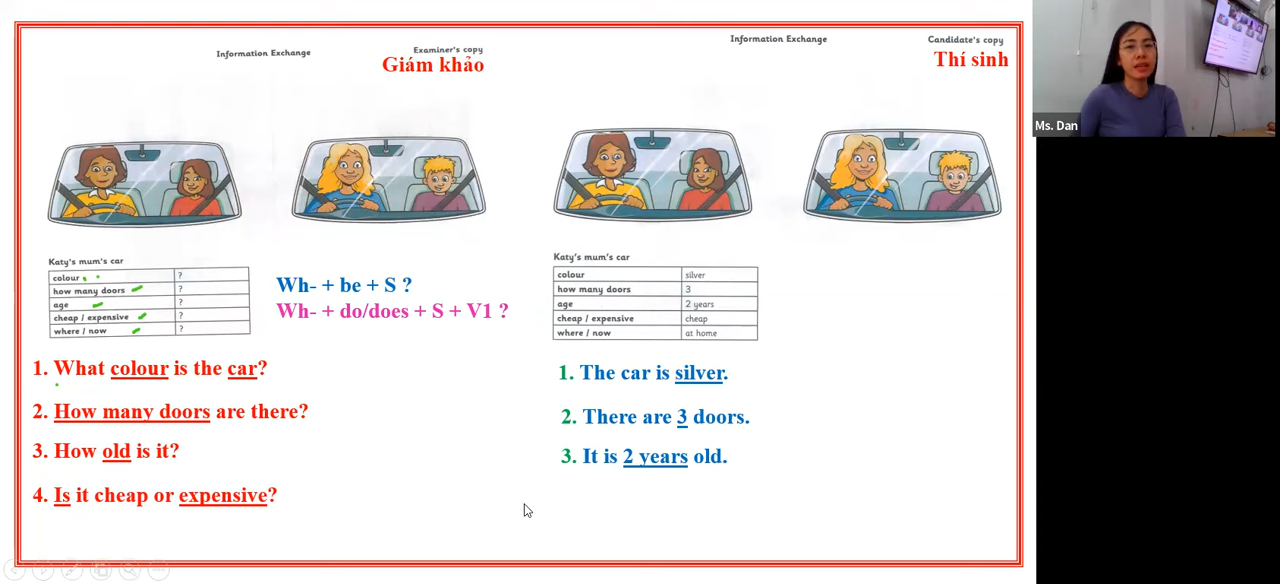 Information Exchange
Examiner's copy
Giám khảo
Information Exchange
Candidate's copy
Thí sinh
Ms. Dan
Katy's mum's car
colour ?
how many doors ?
age ?
cheap / expensive ?
where / now ?
Wh- + be + S ?
Wh- + do/does + S + V1 ?
Katy's mum's car
colour silver
how many doors 3
age 2 years
cheap / expensive cheap
where / now at home
1. What colour is the car?
2. How many doors are there?
3. How old is it?
4. Is it cheap or expensive?
1. The car is silver.
2. There are 3 doors.
3. It is 2 years old.